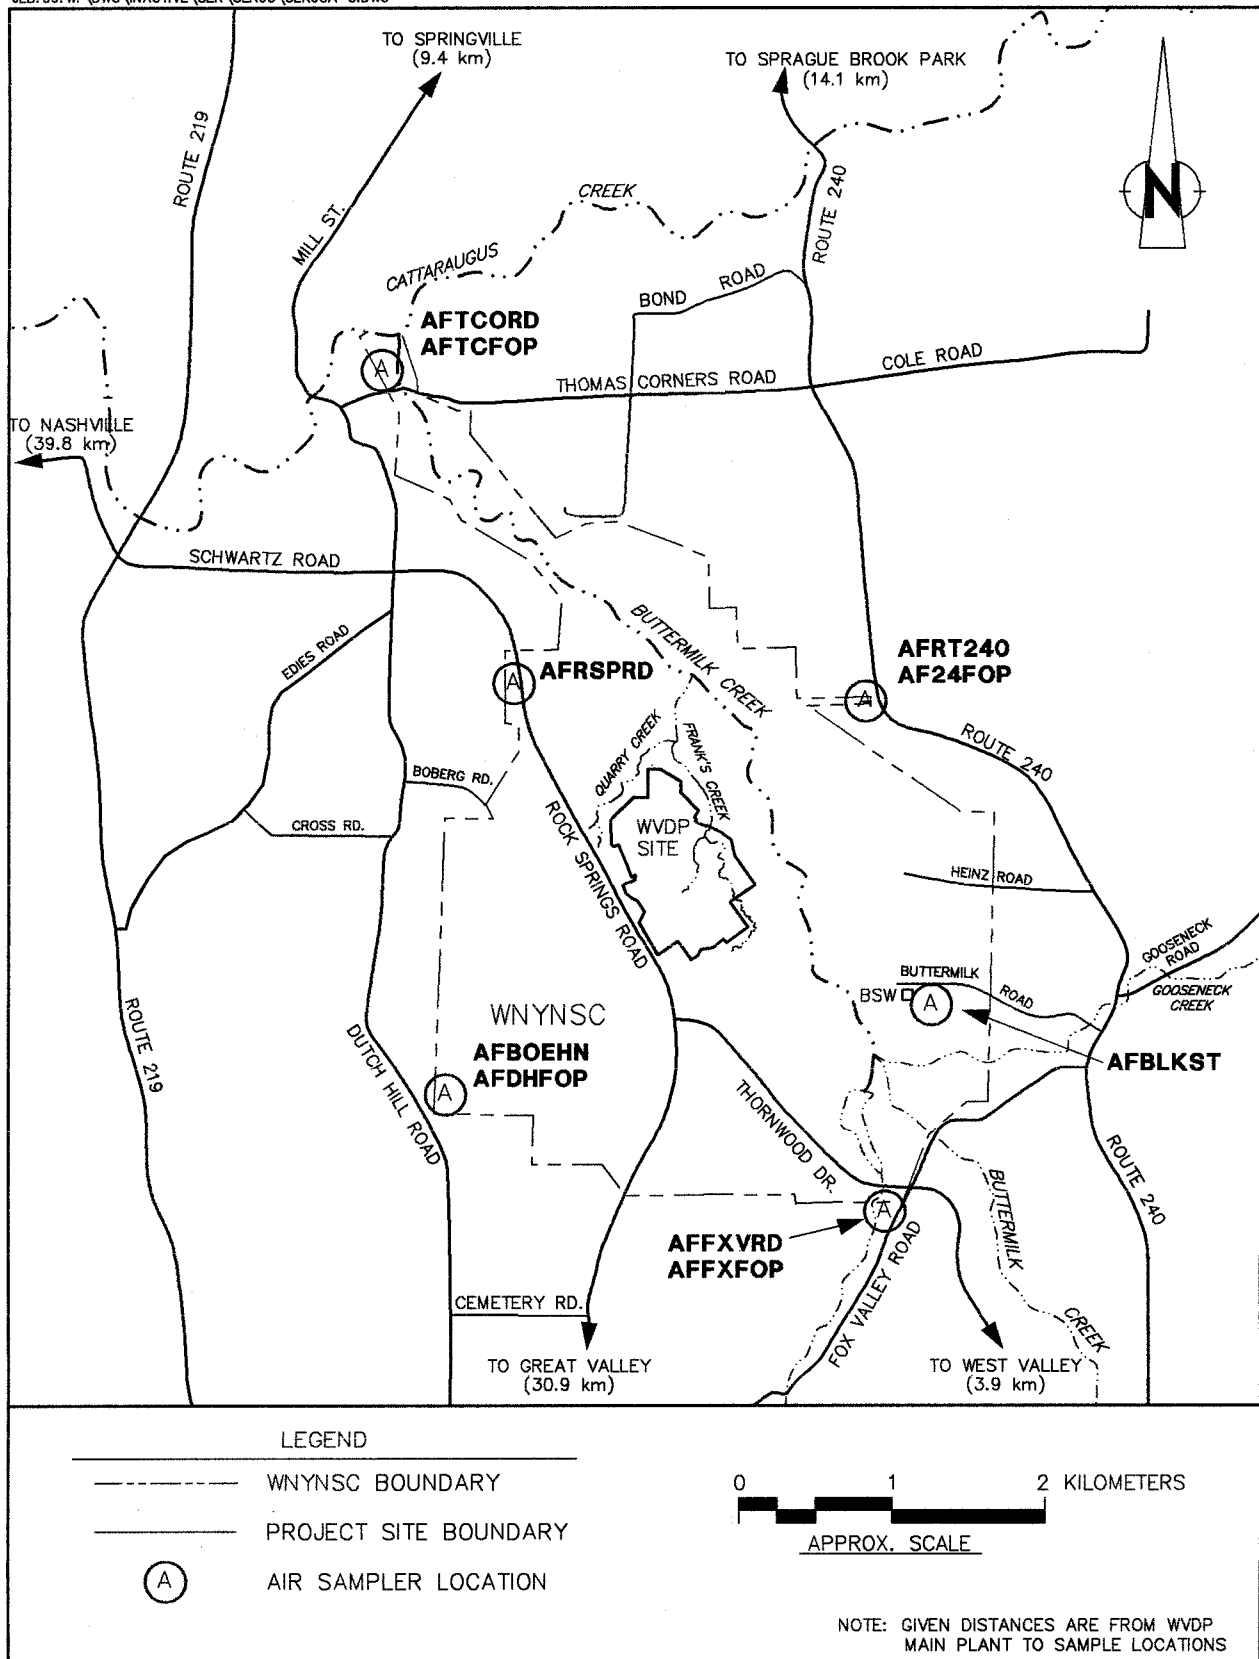 TO SPRINGVILLE
(9.4 km)
TO SPRAGUE BROOK PARK
(14.1 km)
N
ROUTE 219
MILL ST.
CREEK
CATTARAUGUS
ROUTE 240
BOND ROAD
AFTCORD
AFTCFOP
A
COLE ROAD
THOMAS CORNERS ROAD
TO NASHVILLE
(39.8 km)
SCHWARTZ ROAD
EDIES ROAD
BUTTERMILK CREEK
AFRSPRD
A
AFRT240
AF24FOP
A
ROUTE 240
QUARRY CREEK
FRANK'S CREEK
BOBERG RD.
CROSS RD.
ROCK SPRINGS ROAD
WVDP
SITE
HEINZ ROAD
GOOSENECK
ROAD
GOOSENECK
CREEK
BUTTERMILK
ROAD
BSW
A
AFBLKST
ROUTE 219
WNYNSC
DUTCH HILL ROAD
AFBOEHN
AFDHFOP
A
THORNWOOD DR.
ROUTE 240
BUTTERMILK
CREEK
A
AFFXVRD
AFFXFOP
FOX VALLEY ROAD
CEMETERY RD.
TO GREAT VALLEY
(30.9 km)
TO WEST VALLEY
(3.9 km)
LEGEND
WNYNSC BOUNDARY
PROJECT SITE BOUNDARY
A AIR SAMPLER LOCATION
0 1 2 KILOMETERS
APPROX. SCALE
NOTE: GIVEN DISTANCES ARE FROM WVDP
MAIN PLANT TO SAMPLE LOCATIONS